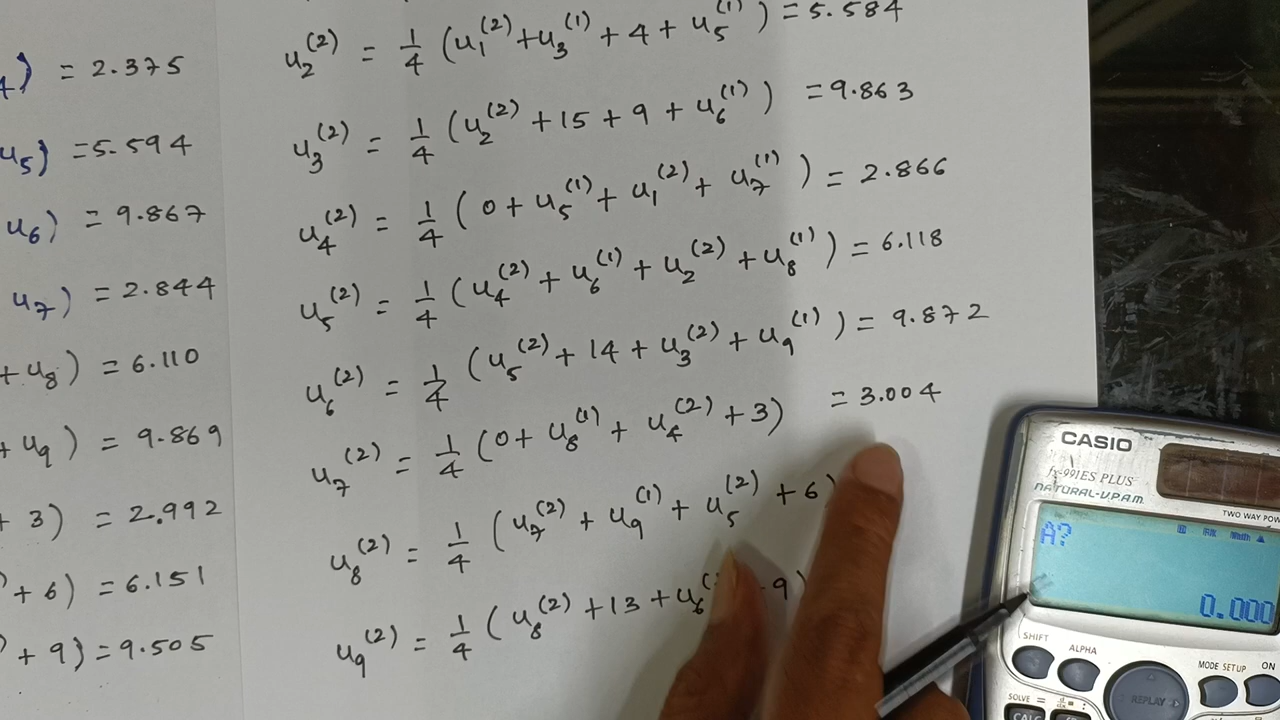 4) = 2.375
u₅) = 5.594
u₆) = 9.867
u₇) = 2.844
+ u₈) = 6.110
+ u₉) = 9.869
+ 3) = 2.992
) + 6) = 6.151
) + 9) = 9.505
u₂⁽²⁾ = 1/4 (u₁⁽²⁾ + u₃⁽¹⁾ + 4 + u₅⁽¹⁾) = 5.584
u₃⁽²⁾ = 1/4 (u₂⁽²⁾ + 15 + 9 + u₆⁽¹⁾) = 9.863
u₄⁽²⁾ = 1/4 (0 + u₅⁽¹⁾ + u₁⁽²⁾ + u₇⁽¹⁾) = 2.866
u₅⁽²⁾ = 1/4 (u₄⁽²⁾ + u₆⁽¹⁾ + u₂⁽²⁾ + u₈⁽¹⁾) = 6.118
u₆⁽²⁾ = 1/4 (u₅⁽²⁾ + 14 + u₃⁽²⁾ + u₉⁽¹⁾) = 9.872
u₇⁽²⁾ = 1/4 (0 + u₈⁽¹⁾ + u₄⁽²⁾ + 3) = 3.004
u₈⁽²⁾ = 1/4 (u₇⁽²⁾ + u₉⁽¹⁾ + u₅⁽²⁾ + 6)
u₉⁽²⁾ = 1/4 (u₈⁽²⁾ + 13 + u₆ 9)
CASIO
fx-991ES PLUS
NATURAL-V.P.A.M.
TWO WAY POW
Math ▲
A?
0.000
SHIFT
ALPHA
MODE SETUP ON
SOLVE =
REPLAY
CALC